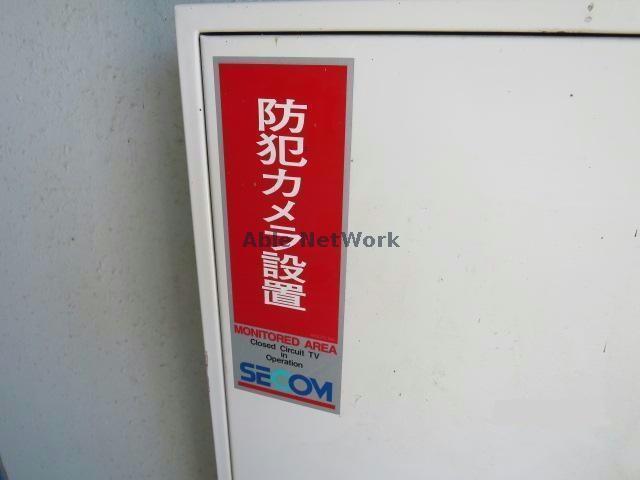 防犯カメラ設置
Able NetWork
MONITORED AREA
Closed Circuit TV
in
Operation
SECOM